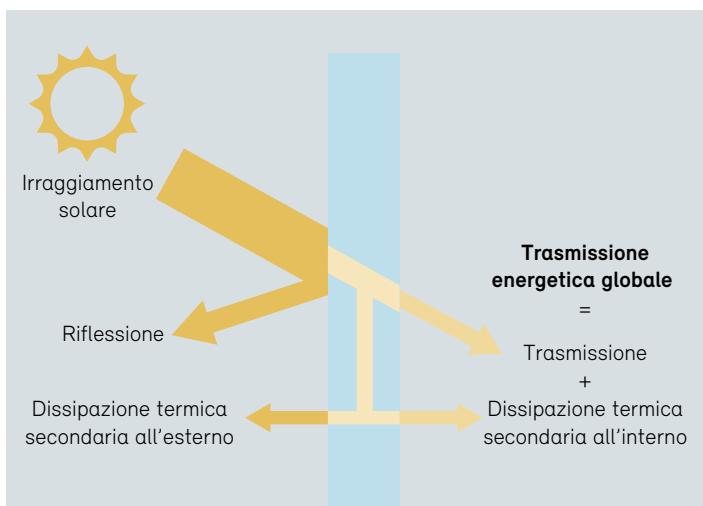 Irraggiamento
solare
Riflessione
Dissipazione termica
secondaria all'esterno
Trasmissione
energetica globale
=
Trasmissione
+
Dissipazione termica
secondaria all'interno